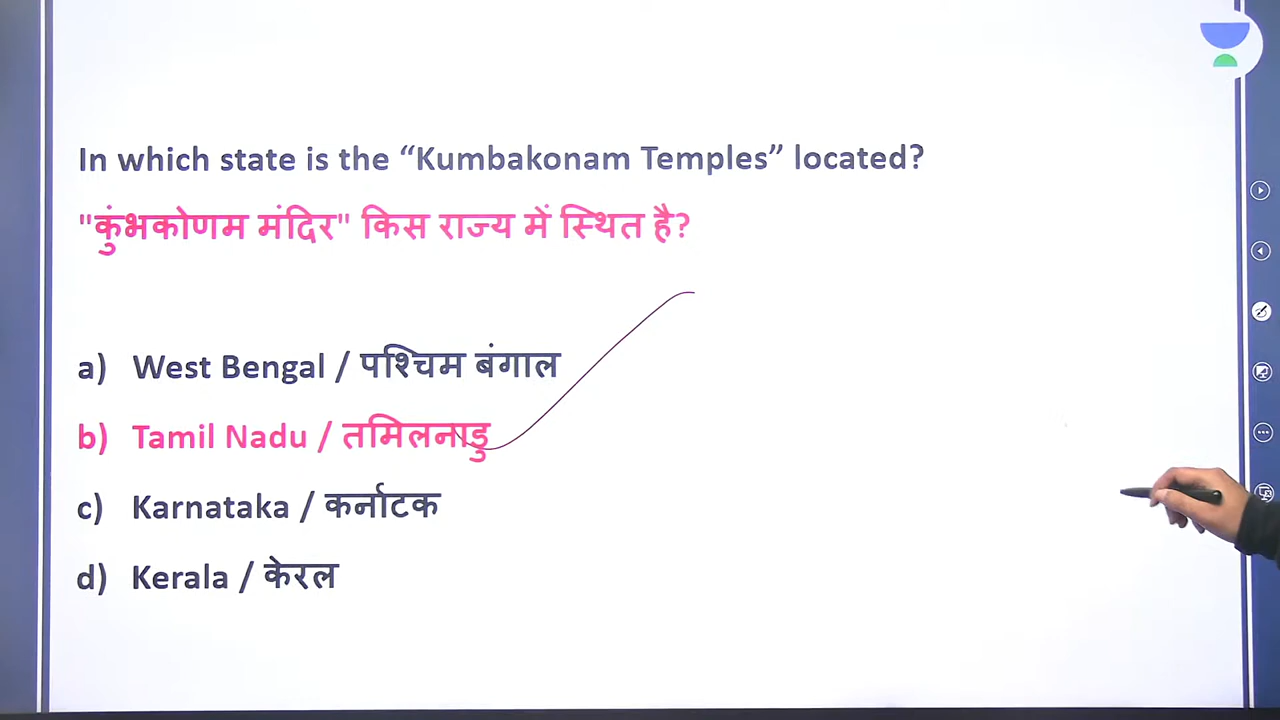 In which state is the “Kumbakonam Temples” located?
"कुंभकोणम मंदिर" किस राज्य में स्थित है?
a) West Bengal / पश्चिम बंगाल
b) Tamil Nadu / तमिलनाडु
c) Karnataka / कर्नाटक
d) Kerala / केरल